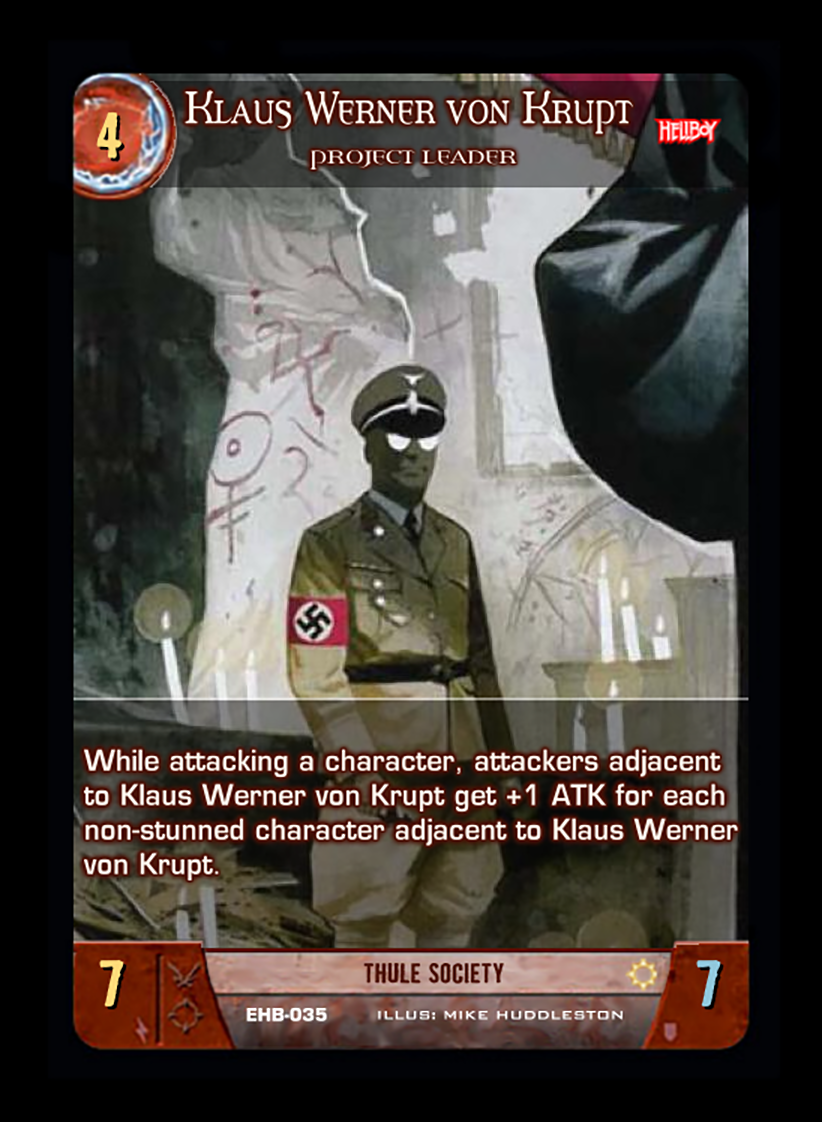 4
Klaus Werner von Krupt
HELLBOY
PROJECT LEADER
While attacking a character, attackers adjacent
to Klaus Werner von Krupt get +1 ATK for each
non-stunned character adjacent to Klaus Werner
von Krupt.
7
THULE SOCIETY
7
EHB-035 ILLUS: MIKE HUDDLESTON